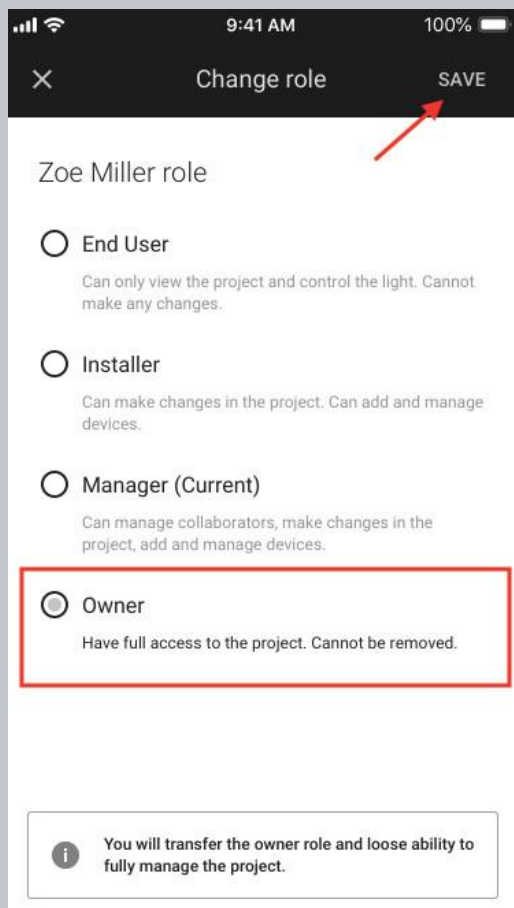 9:41 AM 100%
Change role SAVE
Zoe Miller role
End User
Can only view the project and control the light. Cannot
make any changes.
Installer
Can make changes in the project. Can add and manage
devices.
Manager (Current)
Can manage collaborators, make changes in the
project, add and manage devices.
Owner
Have full access to the project. Cannot be removed.
You will transfer the owner role and loose ability to
fully manage the project.